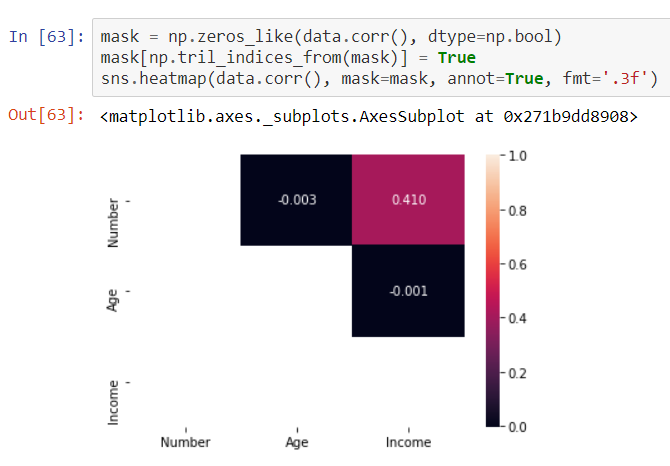 In [63]: mask = np.zeros_like(data.corr(), dtype=np.bool)
mask[np.tril_indices_from(mask)] = True
sns.heatmap(data.corr(), mask=mask, annot=True, fmt='.3f')
Out[63]: <matplotlib.axes._subplots.AxesSubplot at 0x271b9dd8908>
1.0
Number
-0.003
0.410
0.8
Age
-0.001
0.6
0.4
Income
0.2
0.0
Number
Age
Income